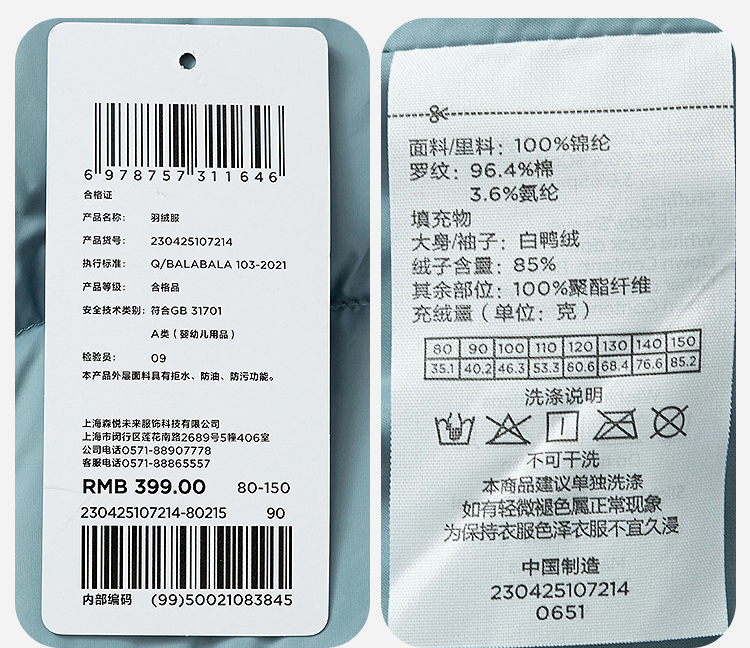 6 978757 311646
合格证
产品名称: 羽绒服
产品货号: 230425107214
执行标准: Q/BALABALA 103-2021
产品等级: 合格品
安全技术类别: 符合GB 31701
A类(婴幼儿用品)
检验员: 09
本产品外层面料具有拒水、防油、防污功能。
上海森悦未来服饰科技有限公司
上海市闵行区莲花南路2689号5幢406室
公司电话0571-88907778
客服电话0571-88865557
RMB 399.00 80-150
230425107214-80215 90
内部编码 (99)50021083845
面料/里料: 100%锦纶
罗纹: 96.4%棉
3.6%氨纶
填充物
大身/袖子: 白鸭绒
绒子含量: 85%
其余部位: 100%聚酯纤维
充绒量(单位: 克)
80 90 100 110 120 130 140 150
35.1 40.2 46.3 53.3 60.6 68.4 76.6 85.2
洗涤说明
不可干洗
本商品建议单独洗涤
如有轻微褪色属正常现象
为保持衣服色泽衣服不宜久浸
中国制造
230425107214
0651